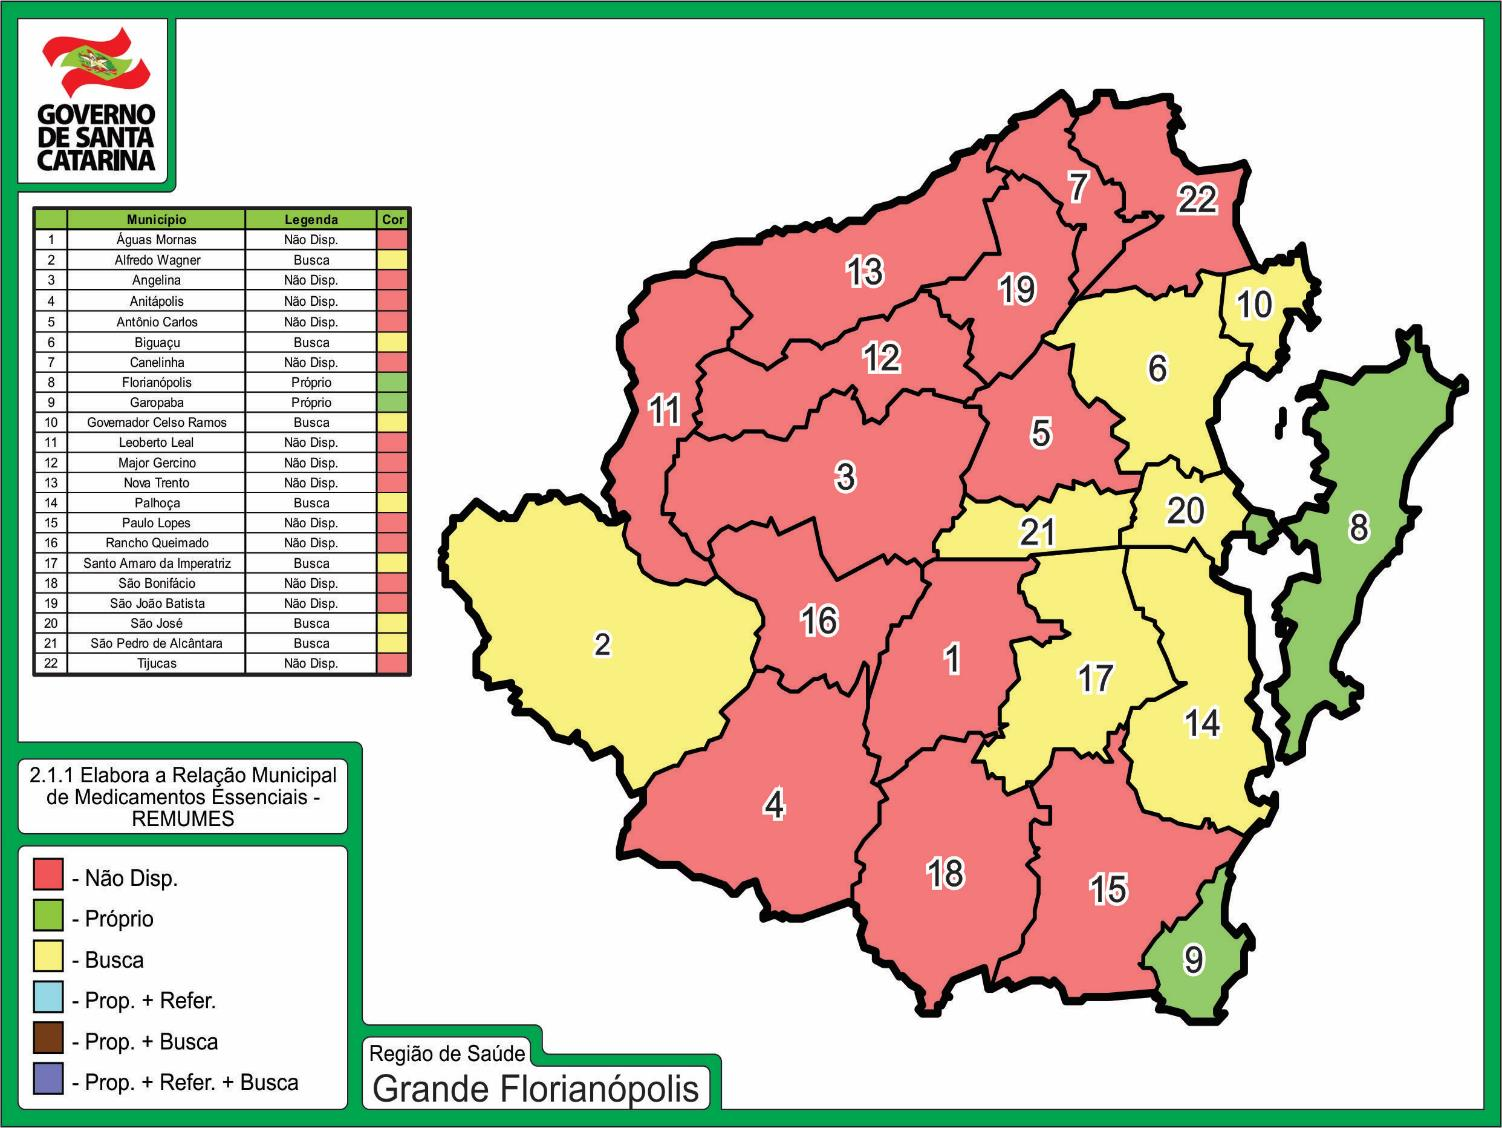 GOVERNO
DE SANTA
CATARINA
Município Legenda Cor
1 Águas Mornas Não Disp.
2 Alfredo Wagner Busca
3 Angelina Não Disp.
4 Anitápolis Não Disp.
5 Antônio Carlos Não Disp.
6 Biguaçu Busca
7 Canelinha Não Disp.
8 Florianópolis Próprio
9 Garopaba Próprio
10 Governador Celso Ramos Busca
11 Leoberto Leal Não Disp.
12 Major Gercino Não Disp.
13 Nova Trento Não Disp.
14 Palhoça Busca
15 Paulo Lopes Não Disp.
16 Rancho Queimado Não Disp.
17 Santo Amaro da Imperatriz Busca
18 São Bonifácio Não Disp.
19 São João Batista Não Disp.
20 São José Busca
21 São Pedro de Alcântara Busca
22 Tijucas Não Disp.
7
22
13
19
10
12
6
11
5
3
20
21
8
16
2
1
17
14
4
18
15
9
2.1.1 Elabora a Relação Municipal
de Medicamentos Essenciais -
REMUMES
- Não Disp.
- Próprio
- Busca
- Prop. + Refer.
- Prop. + Busca
- Prop. + Refer. + Busca
Região de Saúde
Grande Florianópolis